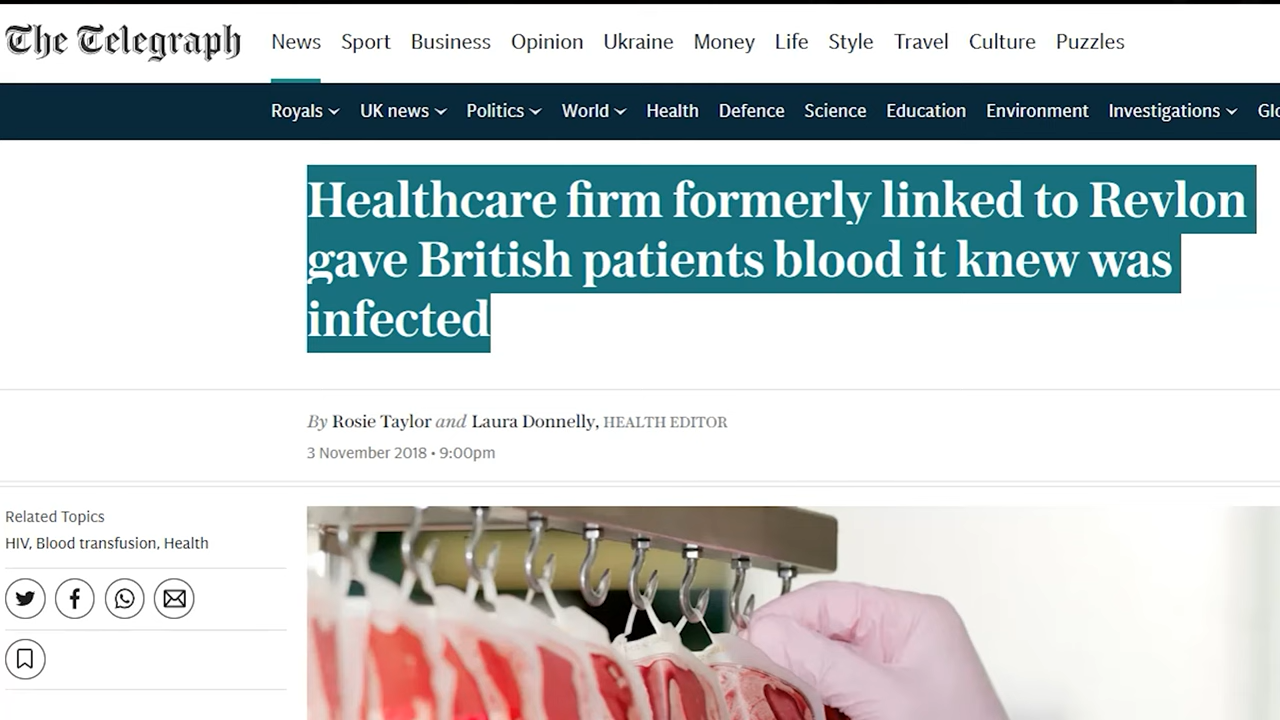 The Telegraph
News Sport Business Opinion Ukraine Money Life Style Travel Culture Puzzles
Royals UK news Politics World Health Defence Science Education Environment Investigations
Healthcare firm formerly linked to Revlon
gave British patients blood it knew was
infected
By Rosie Taylor and Laura Donnelly, HEALTH EDITOR
3 November 2018 • 9:00pm
Related Topics
HIV, Blood transfusion, Health